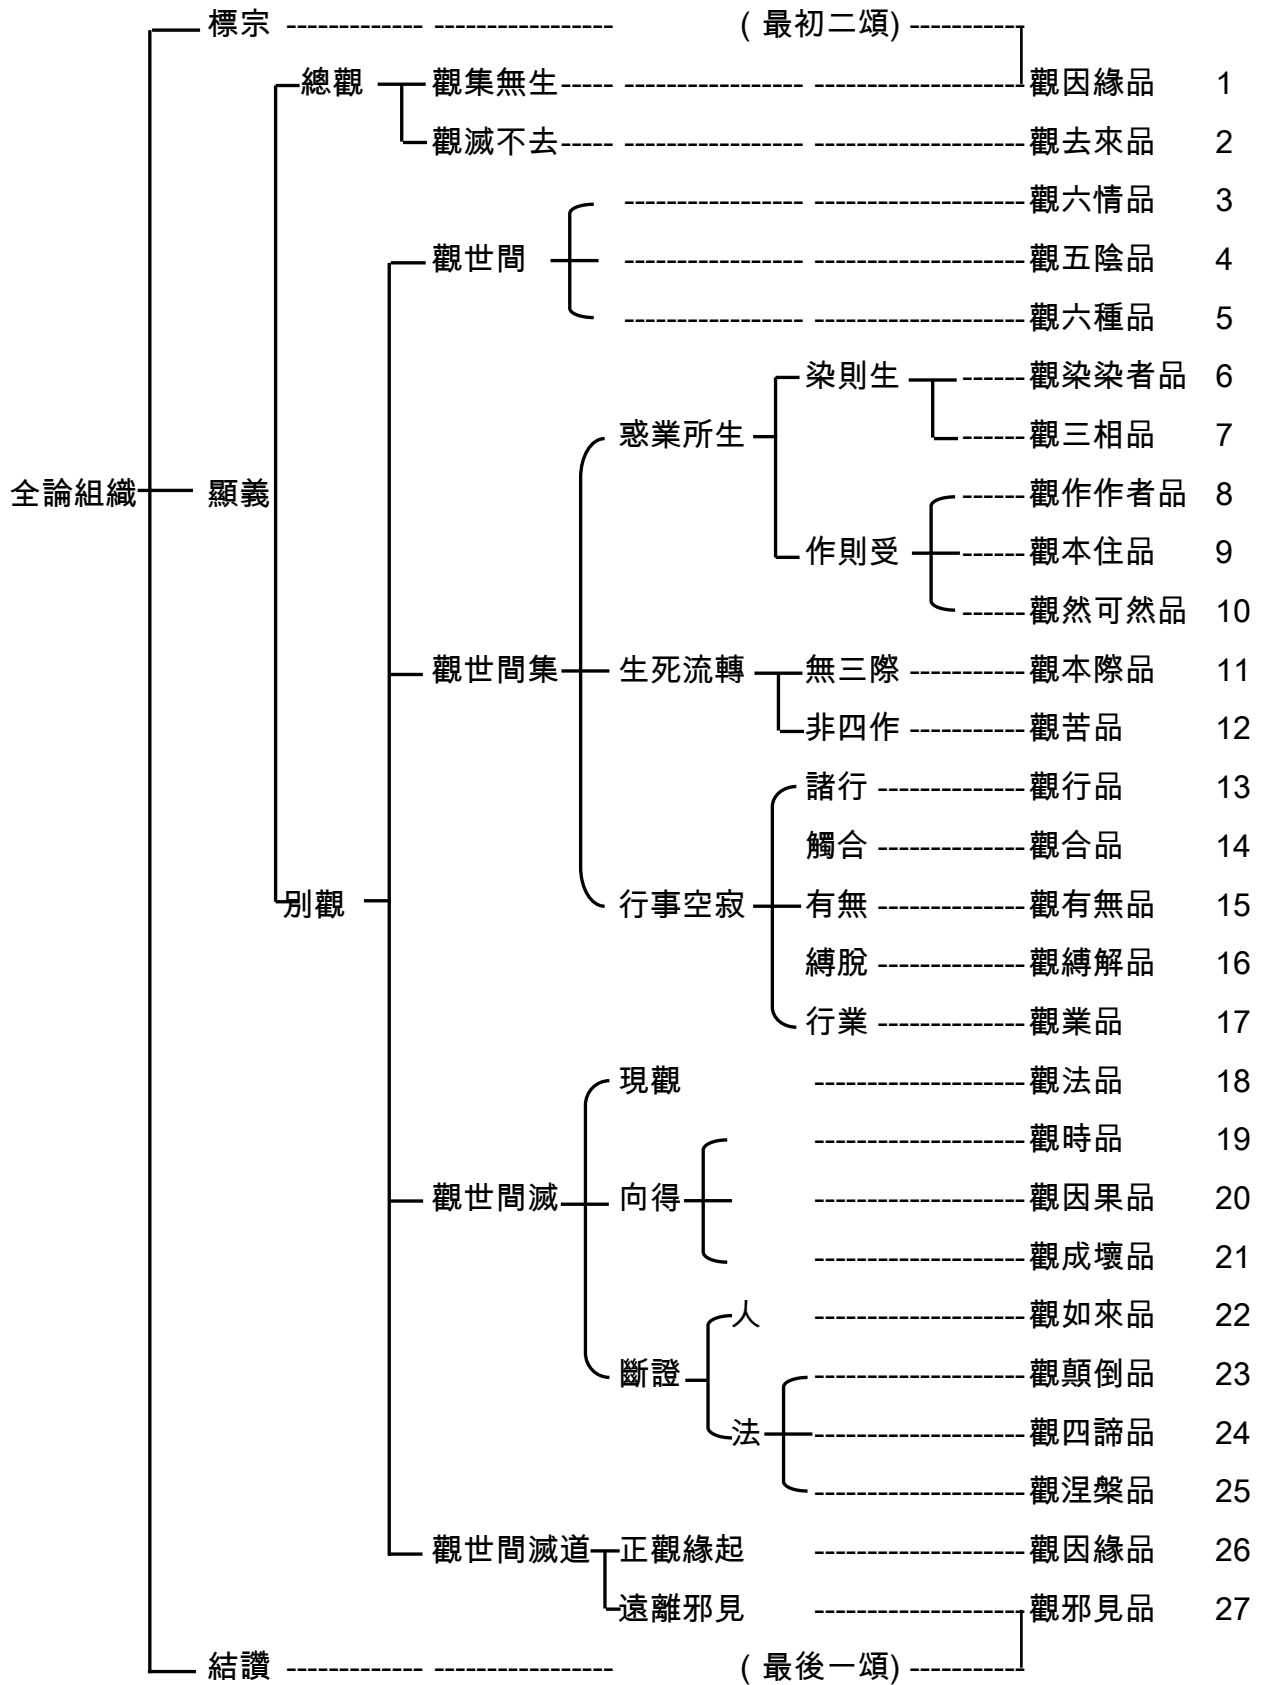 標宗 (最初二頌)
總觀 觀集無生 觀因緣品 1
觀滅不去 觀去來品 2
觀六情品 3
觀世間 觀五陰品 4
觀六種品 5
染則生 觀染染者品 6
惑業所生 觀三相品 7
全論組織 顯義 觀作作者品 8
作則受 觀本住品 9
觀然可然品 10
觀世間集 生死流轉 無三際 觀本際品 11
非四作 觀苦品 12
諸行 觀行品 13
觸合 觀合品 14
別觀 行事空寂 有無 觀有無品 15
縛脫 觀縛解品 16
行業 觀業品 17
現觀 觀法品 18
觀時品 19
觀世間滅 向得 觀因果品 20
觀成壞品 21
人 觀如來品 22
斷證 觀顛倒品 23
法 觀四諦品 24
觀涅槃品 25
觀世間滅道 正觀緣起 觀因緣品 26
遠離邪見 觀邪見品 27
結讚 (最後一頌)